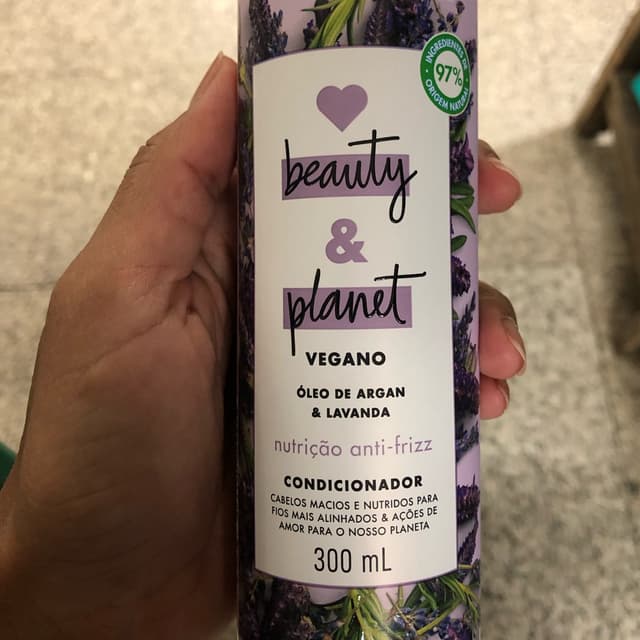 INGREDIENTES DE
97%
ORIGEM NATURAL
beauty
&
planet
VEGANO
ÓLEO DE ARGAN
& LAVANDA
nutrição anti-frizz
CONDICIONADOR
CABELOS MACIOS E NUTRIDOS PARA
FIOS MAIS ALINHADOS & AÇÕES DE
AMOR PARA O NOSSO PLANETA
300 mL